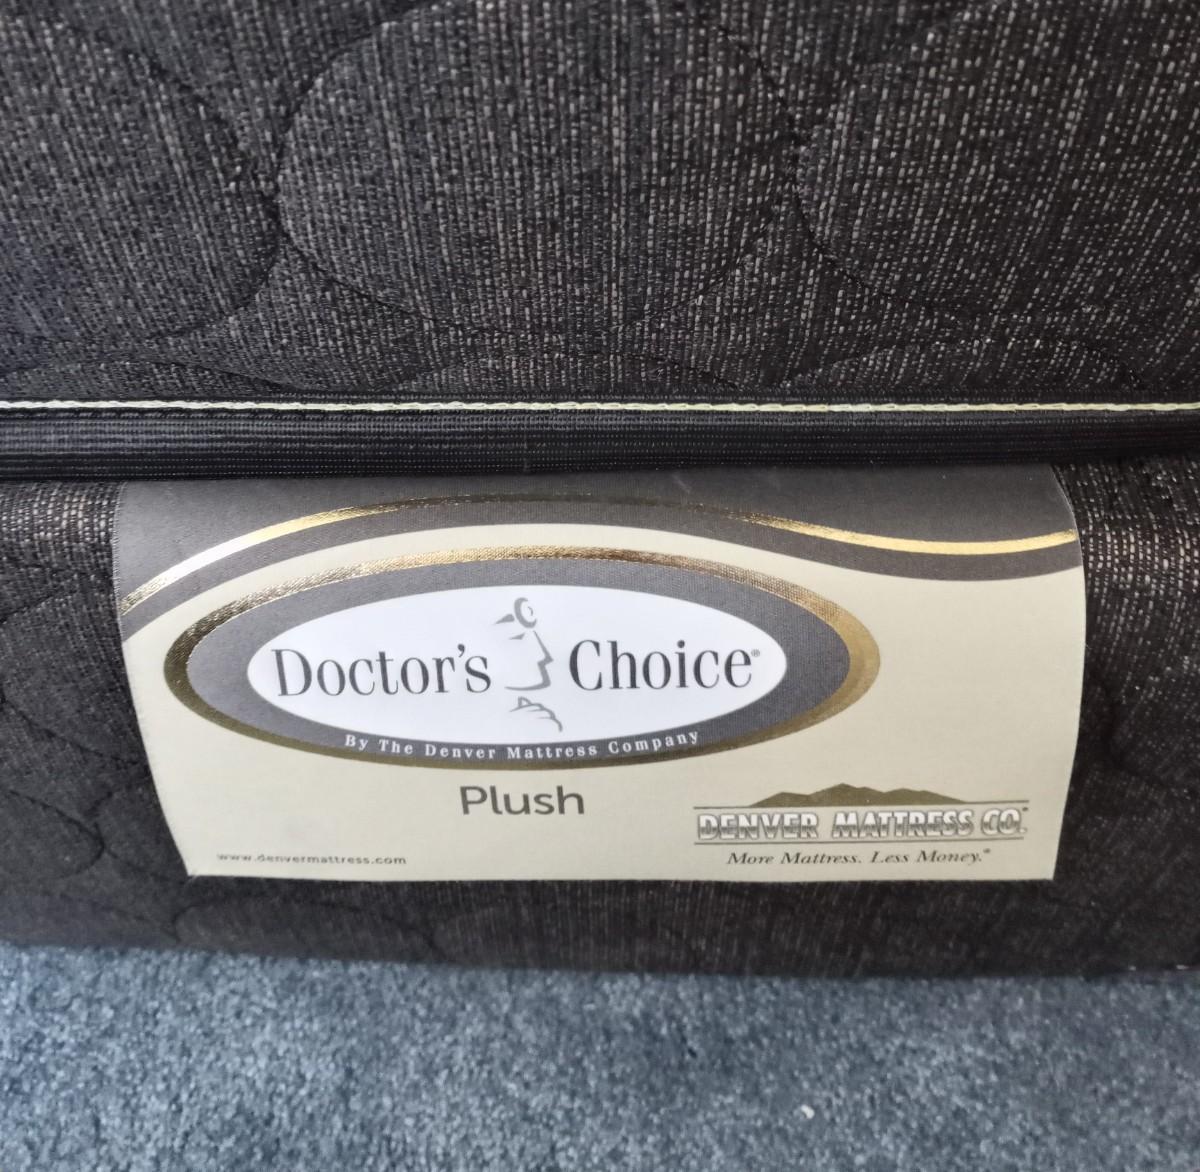 Doctor's Choice®
By The Denver Mattress Company
Plush
DENVER MATTRESS CO.®
www.denvermattress.com
More Mattress. Less Money.®